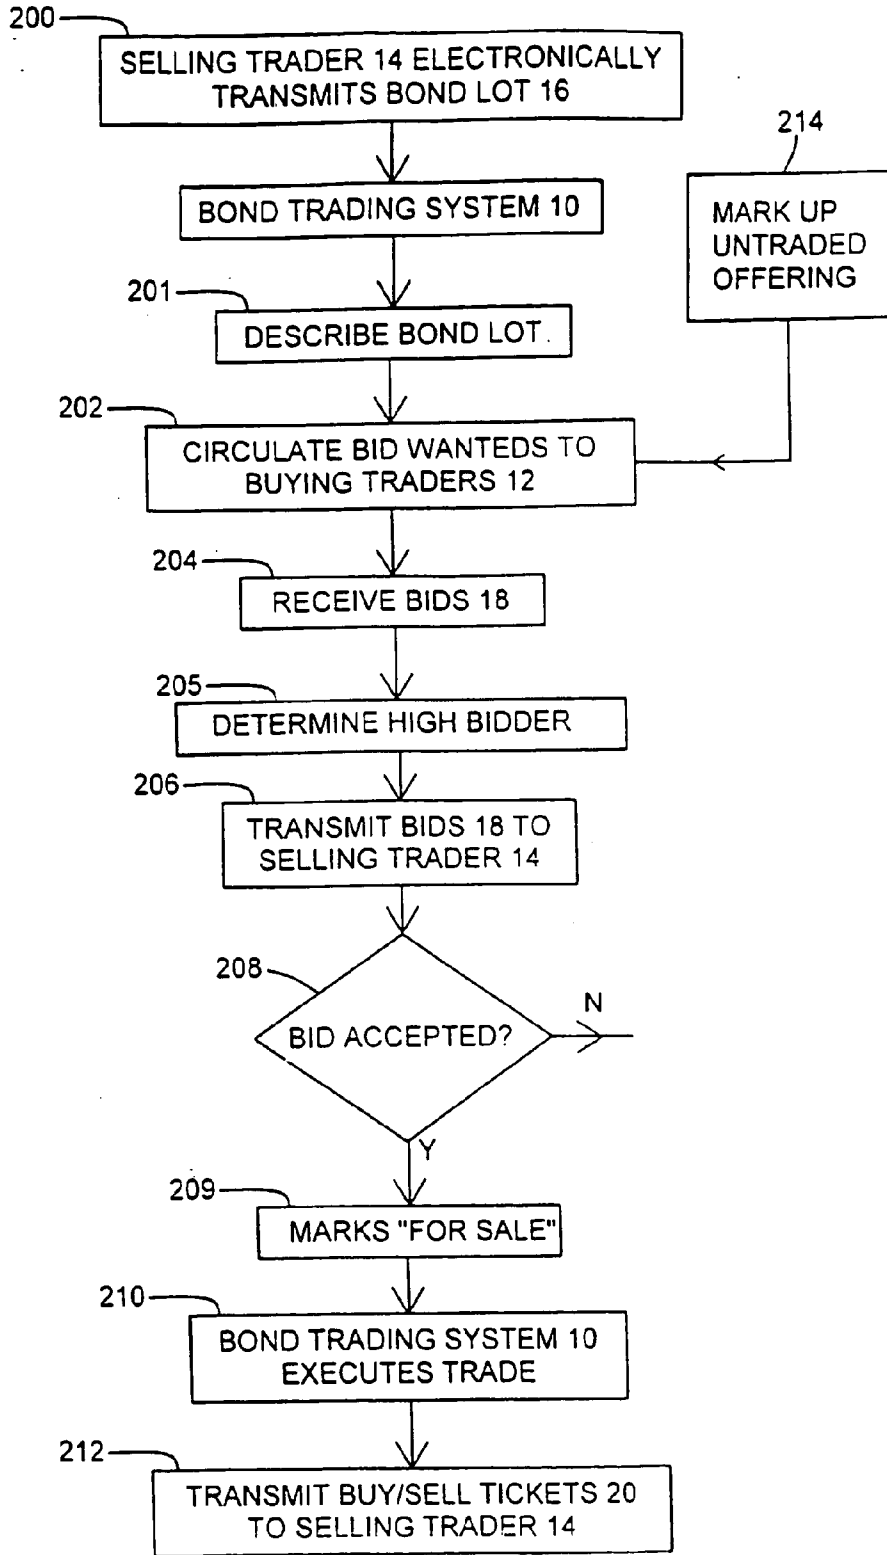 200
SELLING TRADER 14 ELECTRONICALLY
TRANSMITS BOND LOT 16
214
BOND TRADING SYSTEM 10
MARK UP
UNTRADED
OFFERING
201
DESCRIBE BOND LOT.
202
CIRCULATE BID WANTEDS TO
BUYING TRADERS 12
204
RECEIVE BIDS 18
205
DETERMINE HIGH BIDDER
206
TRANSMIT BIDS 18 TO
SELLING TRADER 14
208
BID ACCEPTED?
N
Y
209
MARKS "FOR SALE"
210
BOND TRADING SYSTEM 10
EXECUTES TRADE
212
TRANSMIT BUY/SELL TICKETS 20
TO SELLING TRADER 14